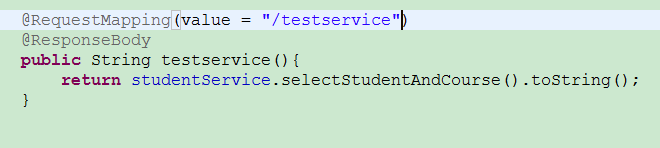 @RequestMapping(value = "/testservice")
@ResponseBody
public String testservice(){
    return studentService.selectStudentAndCourse().toString();
}